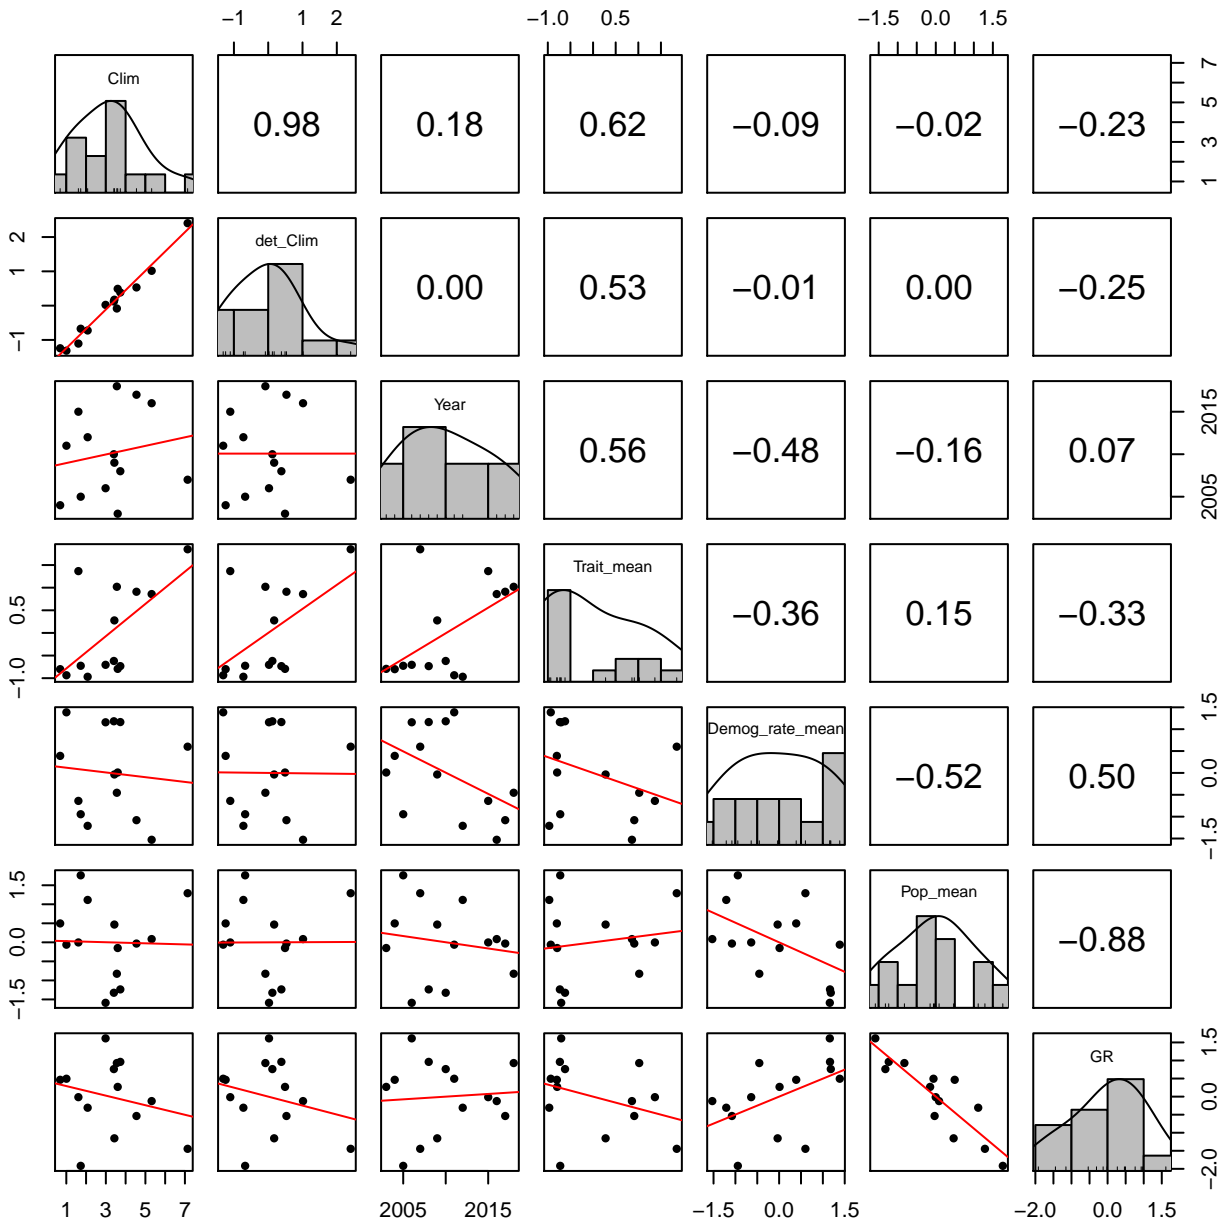 −1 1 2 −1.0 0.5 −1.5 0.0 1.5
Clim 0.98 0.18 0.62 −0.09 −0.02 −0.23 1 3 5 7
−1 1 2 det_Clim 0.00 0.53 −0.01 0.00 −0.25
Year 0.56 −0.48 −0.16 0.07 2005 2015
−1.0 0.5 Trait_mean −0.36 0.15 −0.33
Demog_rate_mean −0.52 0.50 −1.5 0.0 1.5
−1.5 0.0 1.5 Pop_mean −0.88
GR −2.0 0.0 1.5
1 3 5 7 2005 2015 −1.5 0.0 1.5 −2.0 0.0 1.5